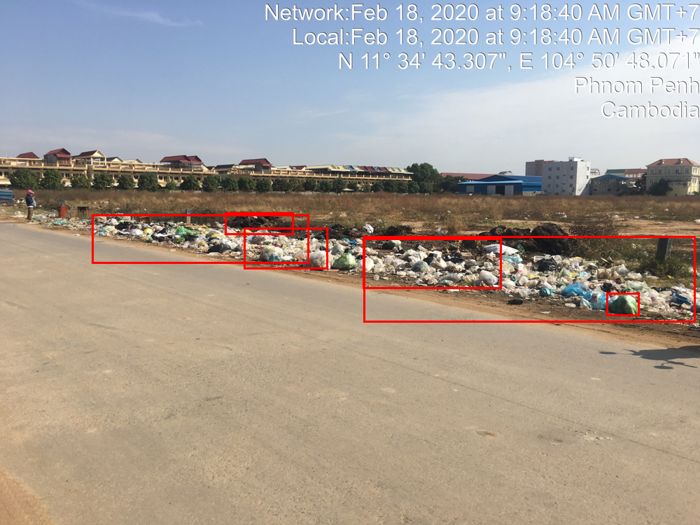 Network:Feb 18, 2020 at 9:18:40 AM GMT+7
Local:Feb 18, 2020 at 9:18:40 AM GMT+7
N 11° 34' 43.307", E 104° 50' 48.071"
Phnom Penh
Cambodia